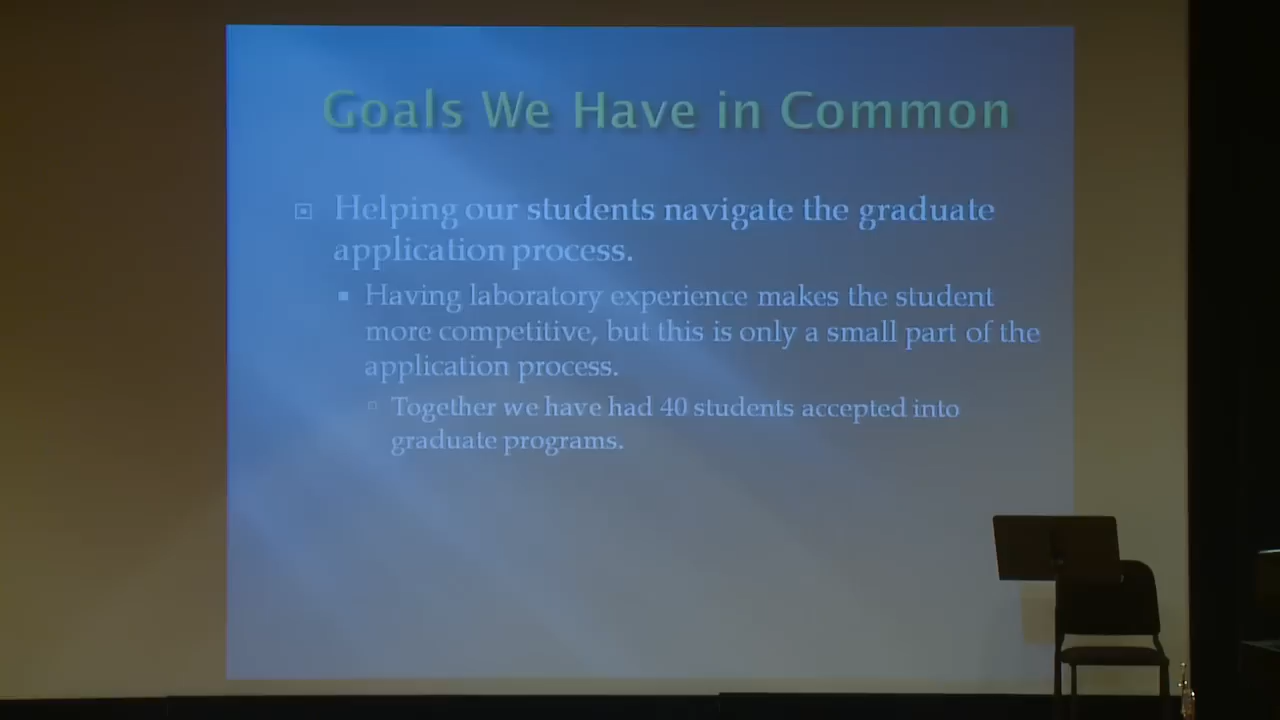 Goals We Have in Common
Helping our students navigate the graduate
application process.
Having laboratory experience makes the student
more competitive, but this is only a small part of the
application process.
Together we have had 40 students accepted into
graduate programs.